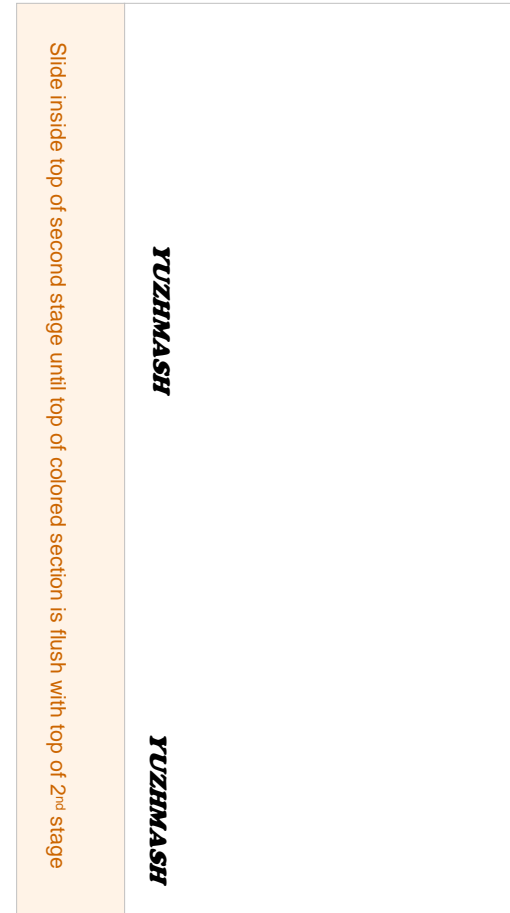 Slide inside top of second stage until top of colored section is flush with top of 2nd stage
YUZHMASH
YUZHMASH